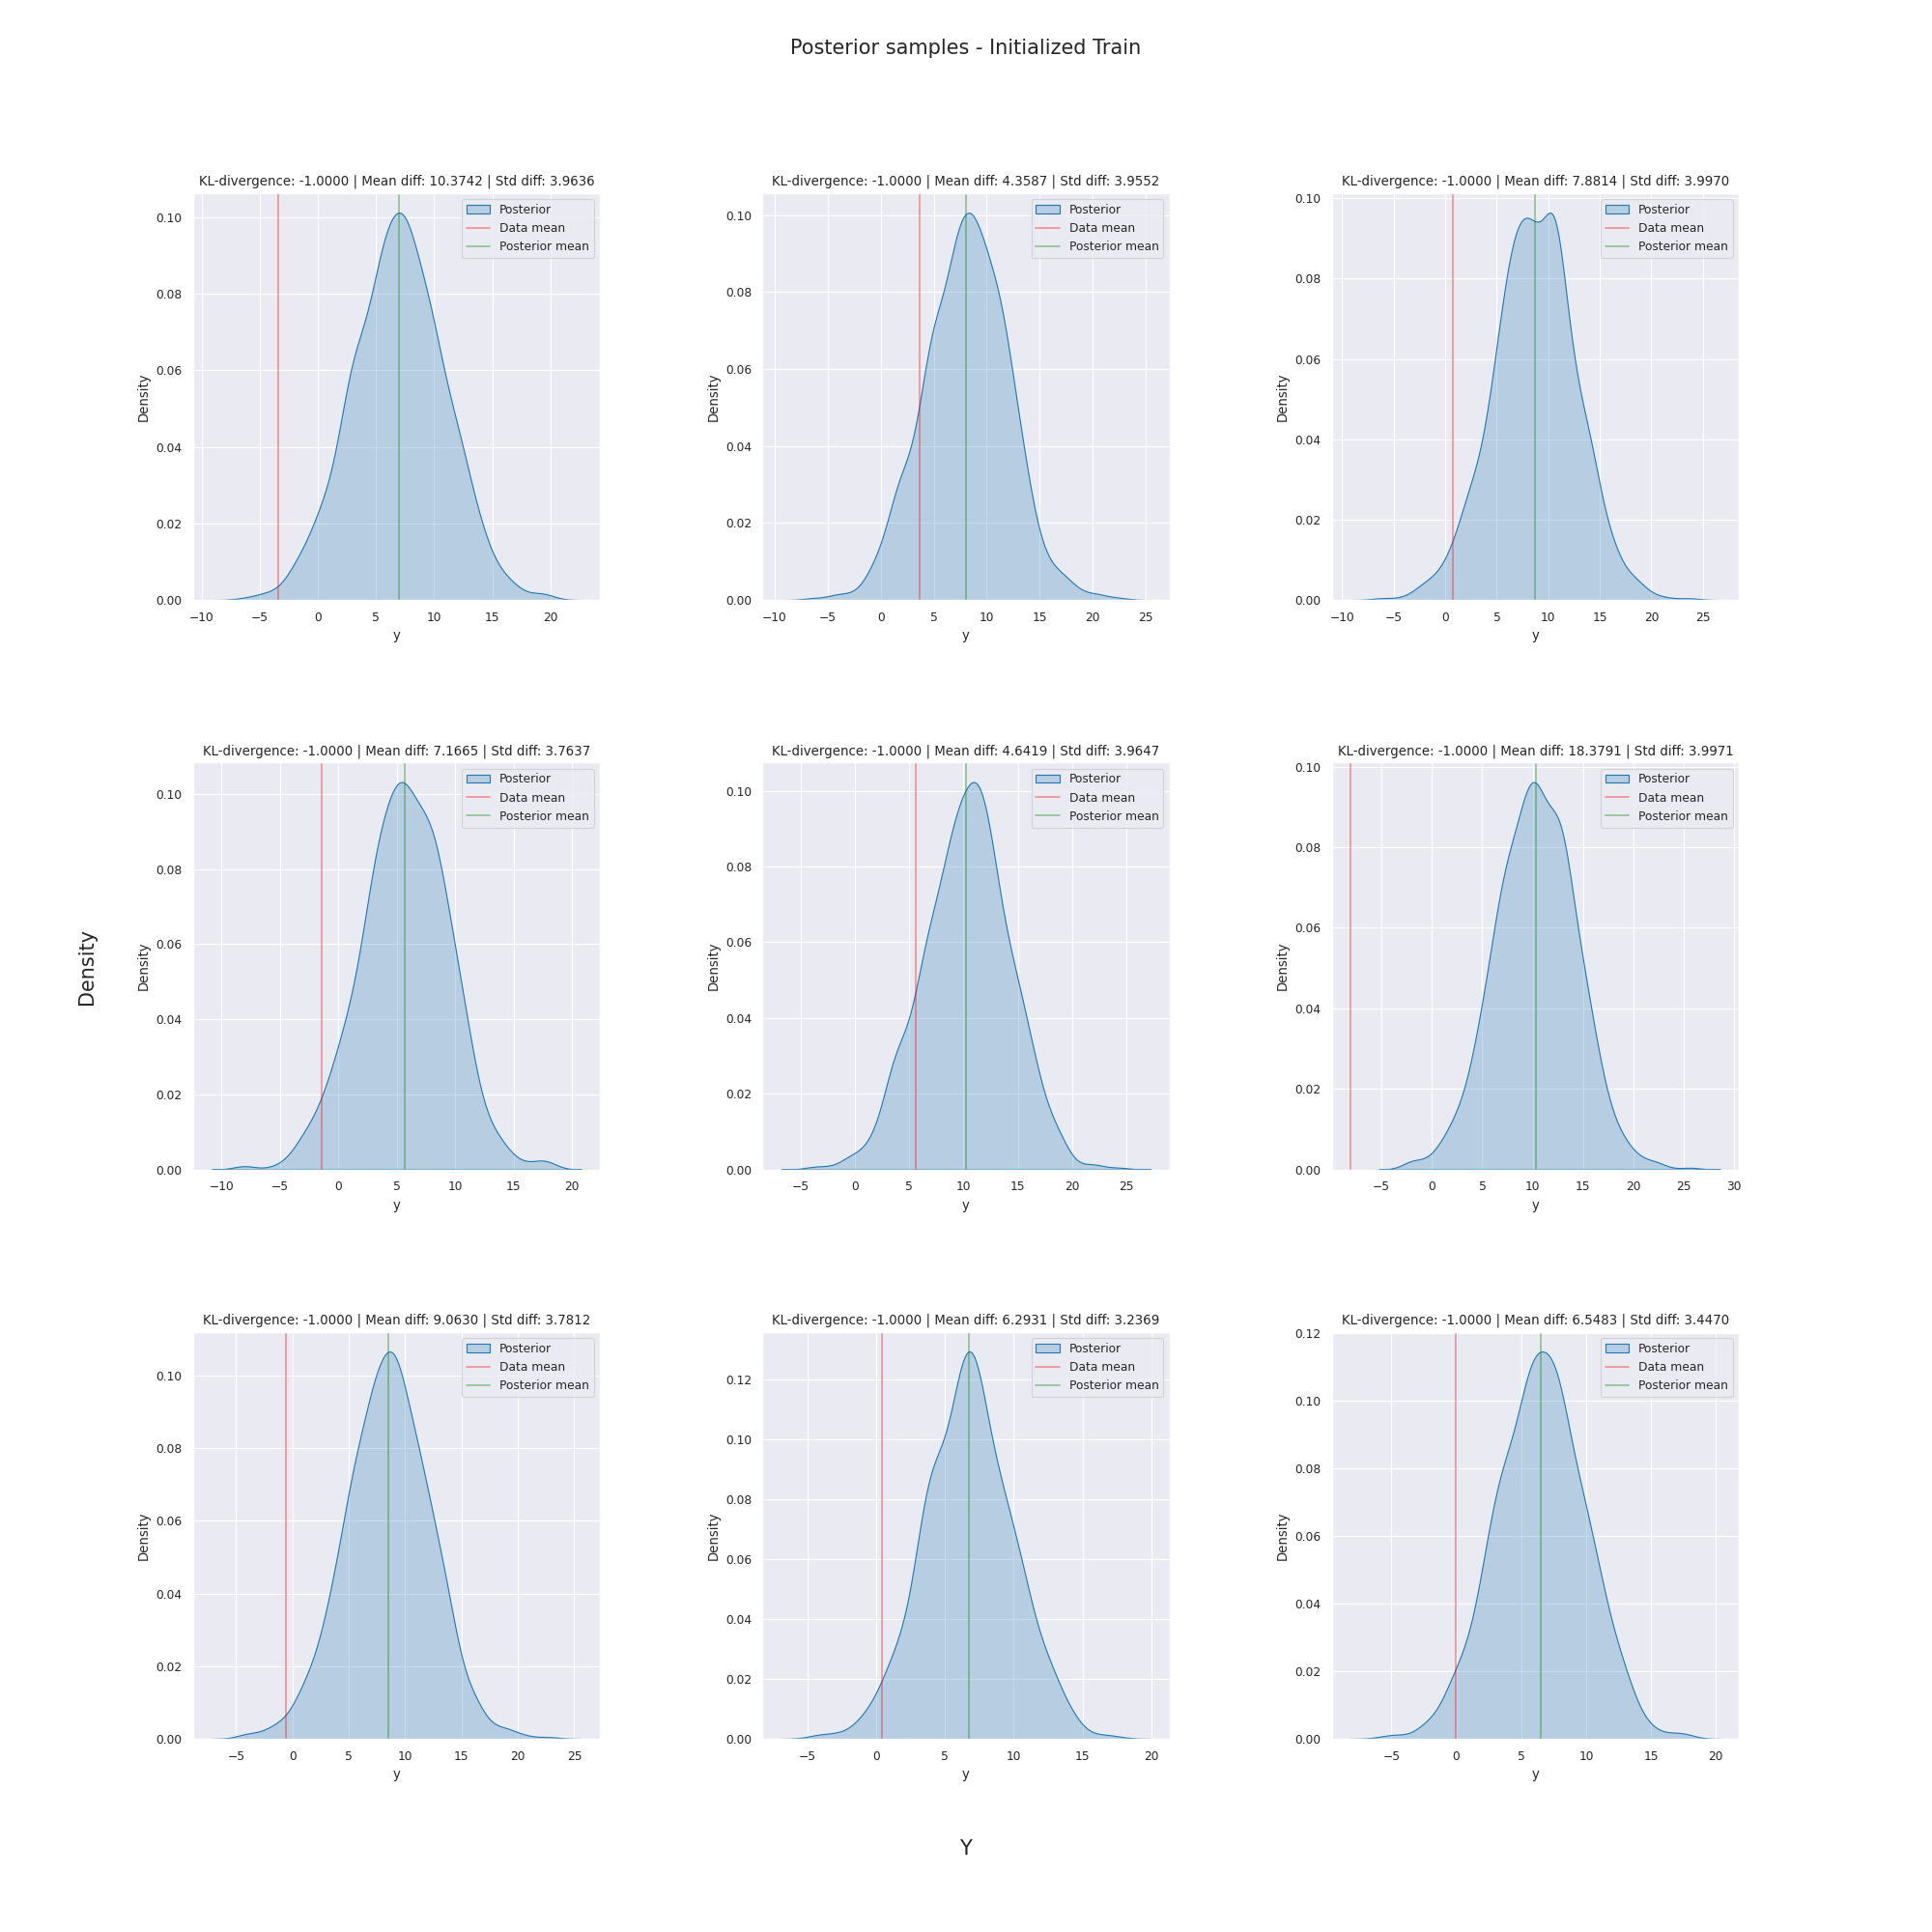 Posterior samples - Initialized Train
KL-divergence: -1.0000 | Mean diff: 10.3742 | Std diff: 3.9636
Posterior
Data mean
Posterior mean
0.10
0.08
0.06
0.04
0.02
0.00
Density
−10 −5 0 5 10 15 20
y
KL-divergence: -1.0000 | Mean diff: 4.3587 | Std diff: 3.9552
Posterior
Data mean
Posterior mean
0.10
0.08
0.06
0.04
0.02
0.00
Density
−10 −5 0 5 10 15 20 25
y
KL-divergence: -1.0000 | Mean diff: 7.8814 | Std diff: 3.9970
Posterior
Data mean
Posterior mean
0.10
0.08
0.06
0.04
0.02
0.00
Density
−10 −5 0 5 10 15 20 25
y
Density
KL-divergence: -1.0000 | Mean diff: 7.1665 | Std diff: 3.7637
Posterior
Data mean
Posterior mean
0.10
0.08
0.06
0.04
0.02
0.00
Density
−10 −5 0 5 10 15 20
y
KL-divergence: -1.0000 | Mean diff: 4.6419 | Std diff: 3.9647
Posterior
Data mean
Posterior mean
0.10
0.08
0.06
0.04
0.02
0.00
Density
−5 0 5 10 15 20 25
y
KL-divergence: -1.0000 | Mean diff: 18.3791 | Std diff: 3.9971
Posterior
Data mean
Posterior mean
0.10
0.08
0.06
0.04
0.02
0.00
Density
−5 0 5 10 15 20 25 30
y
KL-divergence: -1.0000 | Mean diff: 9.0630 | Std diff: 3.7812
Posterior
Data mean
Posterior mean
0.10
0.08
0.06
0.04
0.02
0.00
Density
−5 0 5 10 15 20 25
y
KL-divergence: -1.0000 | Mean diff: 6.2931 | Std diff: 3.2369
Posterior
Data mean
Posterior mean
0.12
0.10
0.08
0.06
0.04
0.02
0.00
Density
−5 0 5 10 15 20
y
KL-divergence: -1.0000 | Mean diff: 6.5483 | Std diff: 3.4470
Posterior
Data mean
Posterior mean
0.12
0.10
0.08
0.06
0.04
0.02
0.00
Density
−5 0 5 10 15 20
y
Y